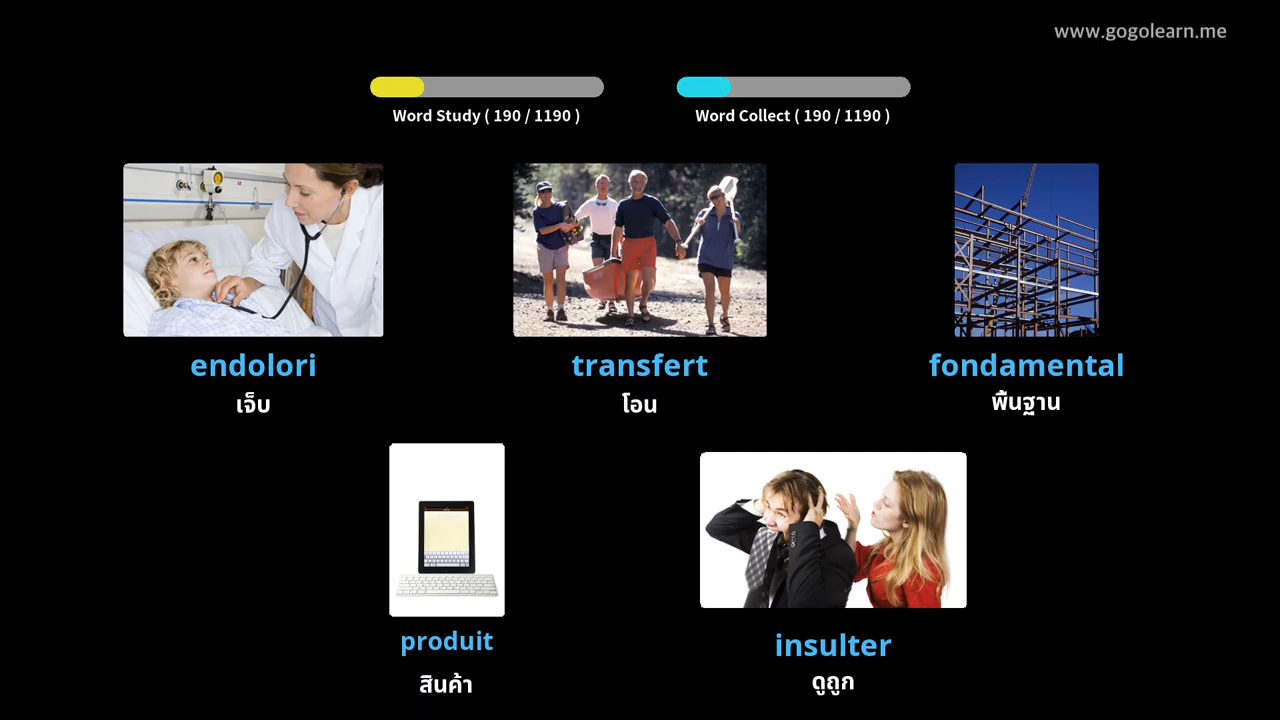 www.gogolearn.me
Word Study ( 190 / 1190 )
Word Collect ( 190 / 1190 )
endolori
เจ็บ
transfert
โอน
fondamental
พื้นฐาน
produit
สินค้า
insulter
ดูถูก